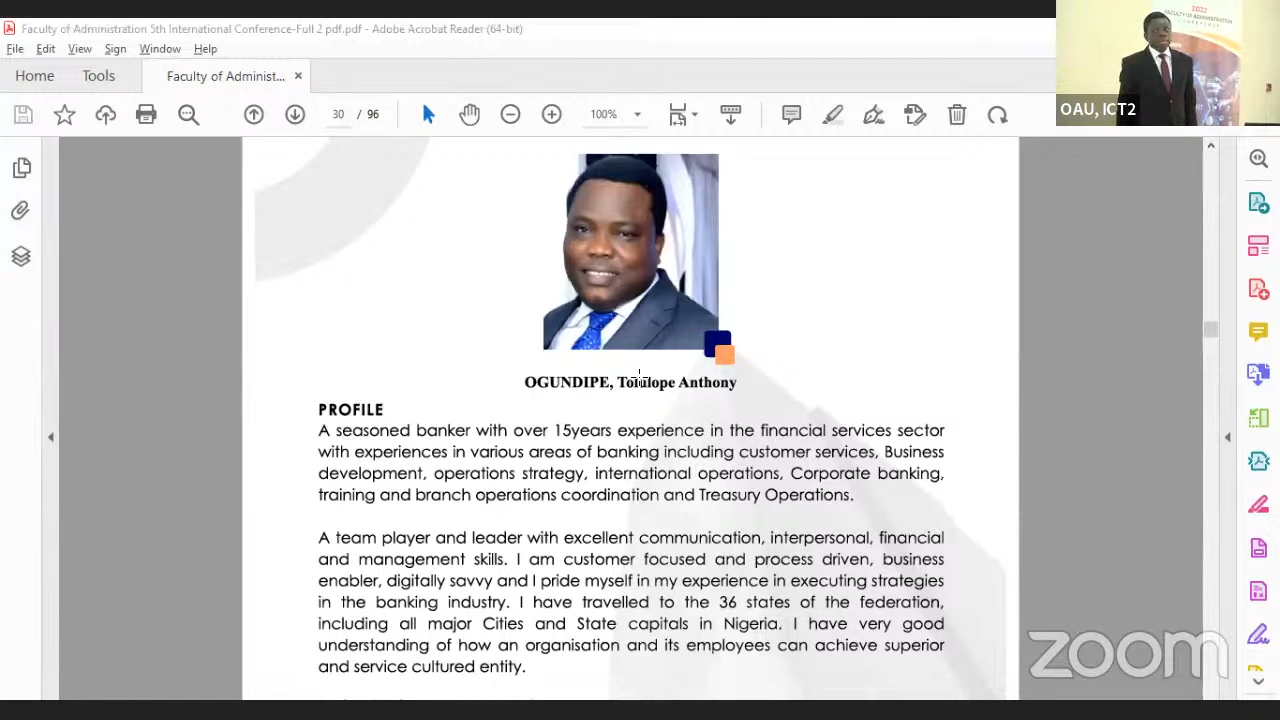 Faculty of Administration 5th International Conference-Full 2 pdf.pdf - Adobe Acrobat Reader (64-bit)
File Edit View Sign Window Help
Home Tools Faculty of Administ... ×
30 / 96 100%
2022
FACULTY OF ADMINISTRATION
CONFERENCE
OAU, ICT2
OGUNDIPE, Tolulope Anthony
PROFILE
A seasoned banker with over 15years experience in the financial services sector
with experiences in various areas of banking including customer services, Business
development, operations strategy, international operations, Corporate banking,
training and branch operations coordination and Treasury Operations.
A team player and leader with excellent communication, interpersonal, financial
and management skills. I am customer focused and process driven, business
enabler, digitally savvy and I pride myself in my experience in executing strategies
in the banking industry. I have travelled to the 36 states of the federation,
including all major Cities and State capitals in Nigeria. I have very good
understanding of how an organisation and its employees can achieve superior
and service cultured entity.
zoom